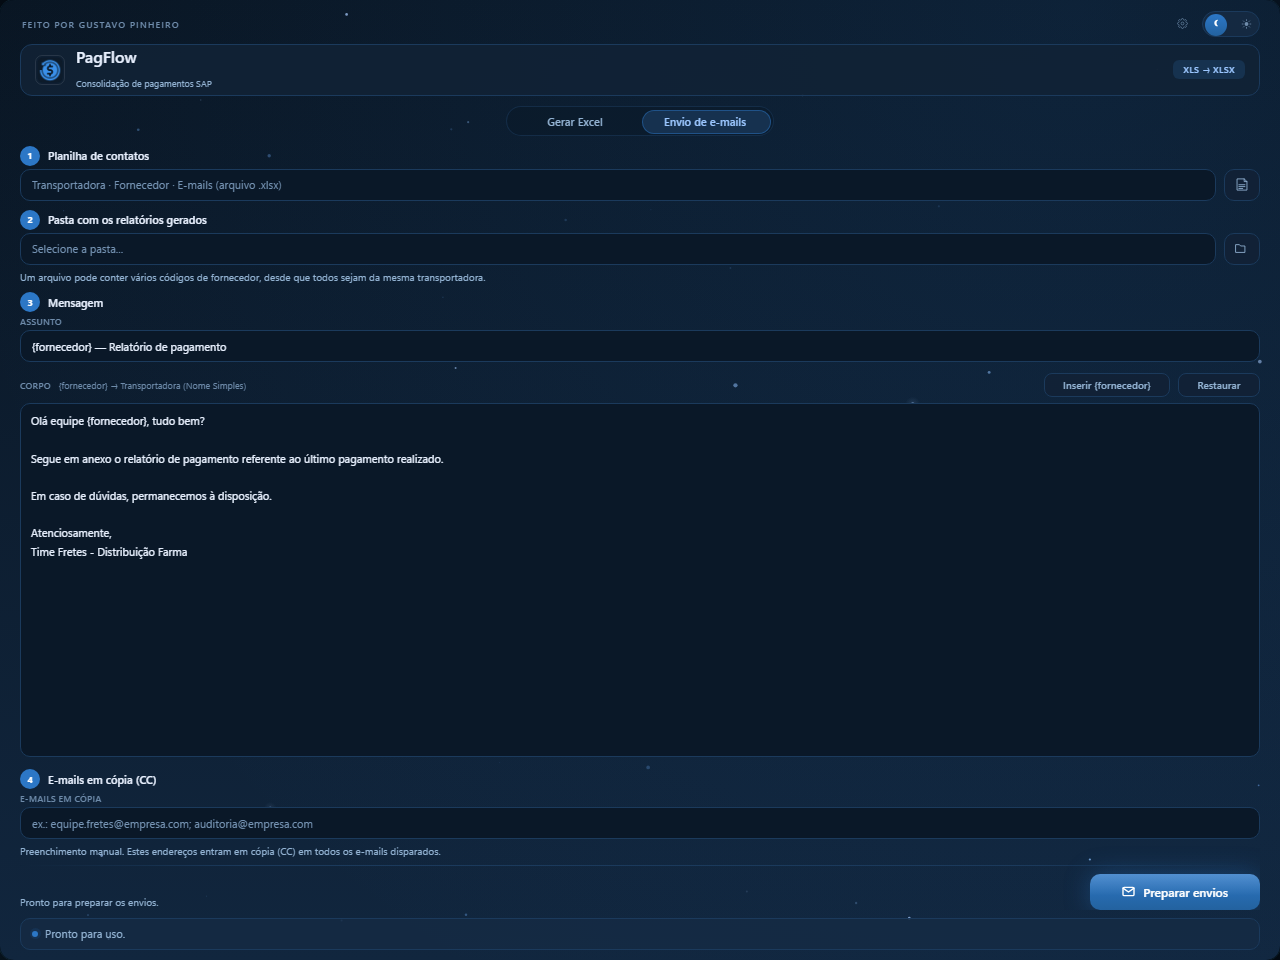 FEITO POR GUSTAVO PINHEIRO
PagFlow
Consolidação de pagamentos SAP
XLS → XLSX
Gerar Excel
Envio de e-mails
1 Planilha de contatos
Transportadora · Fornecedor · E-mails (arquivo .xlsx)
2 Pasta com os relatórios gerados
Selecione a pasta...
Um arquivo pode conter vários códigos de fornecedor, desde que todos sejam da mesma transportadora.
3 Mensagem
ASSUNTO
{fornecedor} — Relatório de pagamento
CORPO {fornecedor} → Transportadora (Nome Simples)
Inserir {fornecedor}
Restaurar
Olá equipe {fornecedor}, tudo bem?
Segue em anexo o relatório de pagamento referente ao último pagamento realizado.
Em caso de dúvidas, permanecemos à disposição.
Atenciosamente,
Time Fretes - Distribuição Farma
4 E-mails em cópia (CC)
E-MAILS EM CÓPIA
ex.: equipe.fretes@empresa.com; auditoria@empresa.com
Preenchimento manual. Estes endereços entram em cópia (CC) em todos os e-mails disparados.
Preparar envios
Pronto para preparar os envios.
Pronto para uso.